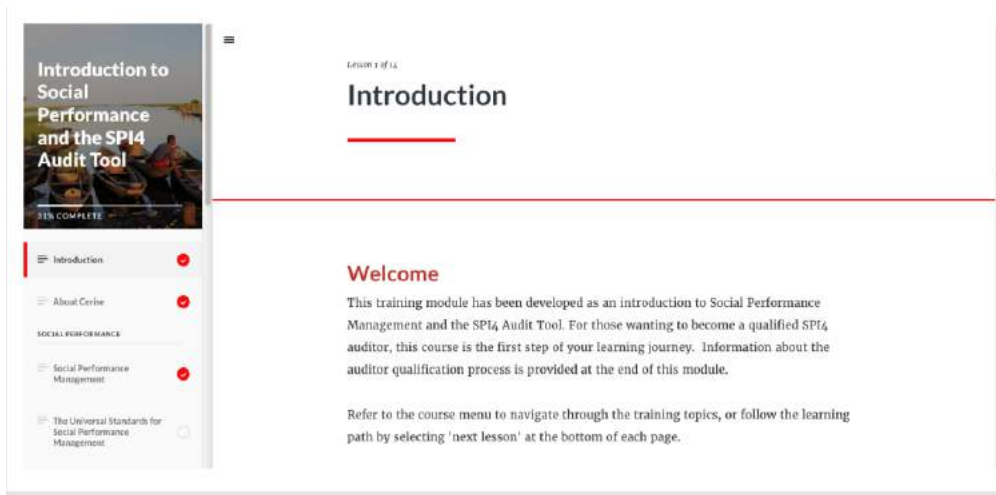 Introduction to
Social
Performance
and the SPI4
Audit Tool
31% COMPLETE
Introduction
About Cerise
SOCIAL PERFORMANCE
Social Performance
Management
The Universal Standards for
Social Performance
Management
Lesson 1 of 14
Introduction
Welcome
This training module has been developed as an introduction to Social Performance
Management and the SPI4 Audit Tool. For those wanting to become a qualified SPI4
auditor, this course is the first step of your learning journey. Information about the
auditor qualification process is provided at the end of this module.
Refer to the course menu to navigate through the training topics, or follow the learning
path by selecting 'next lesson' at the bottom of each page.